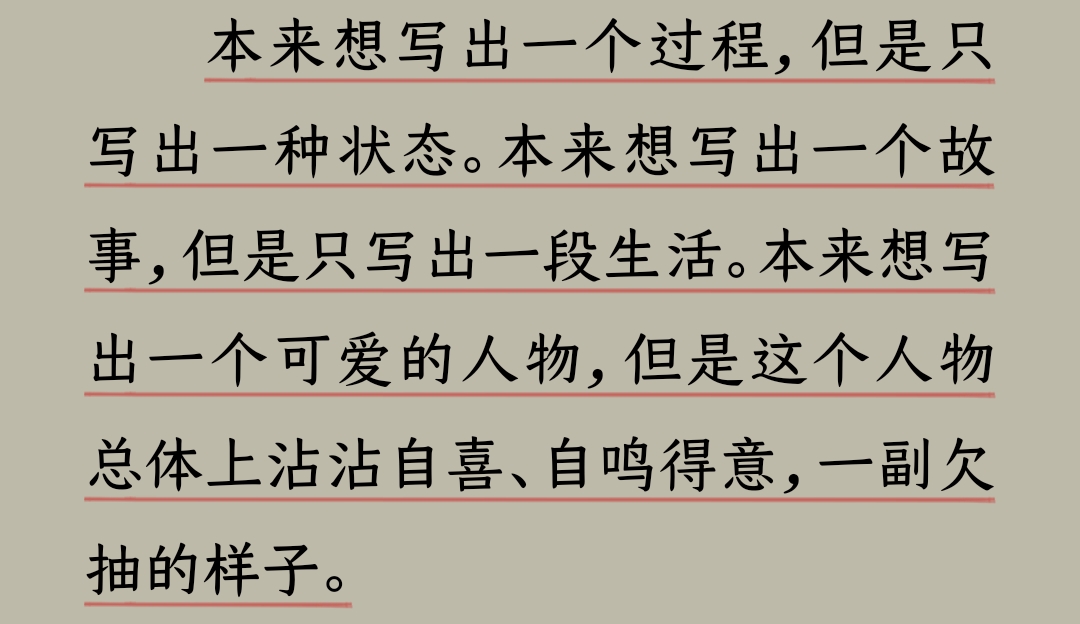 本来想写出一个过程，但是只
写出一种状态。本来想写出一个故
事，但是只写出一段生活。本来想写
出一个可爱的人物，但是这个人物
总体上沾沾自喜、自鸣得意，一副欠
抽的样子。